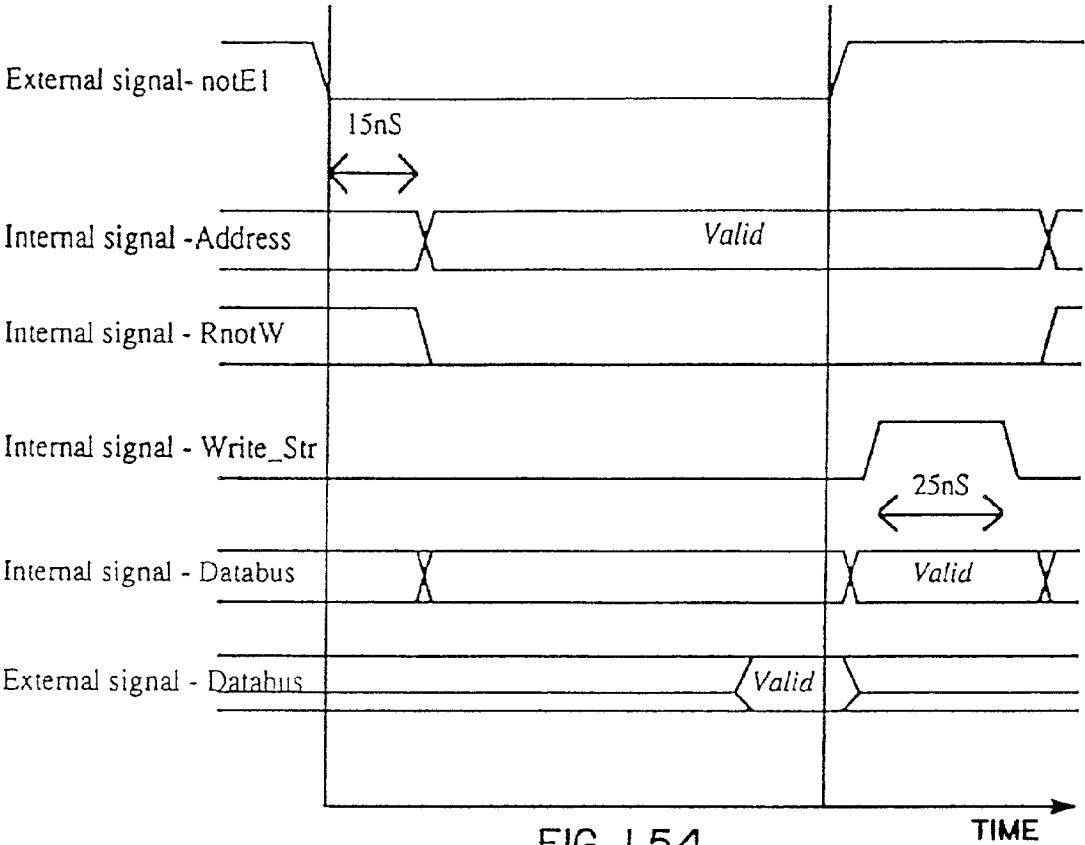 External signal- notE1
15nS
Internal signal -Address
Valid
Internal signal - RnotW
Internal signal - Write_Str
25nS
Internal signal - Databus
Valid
External signal - Databus
Valid
TIME